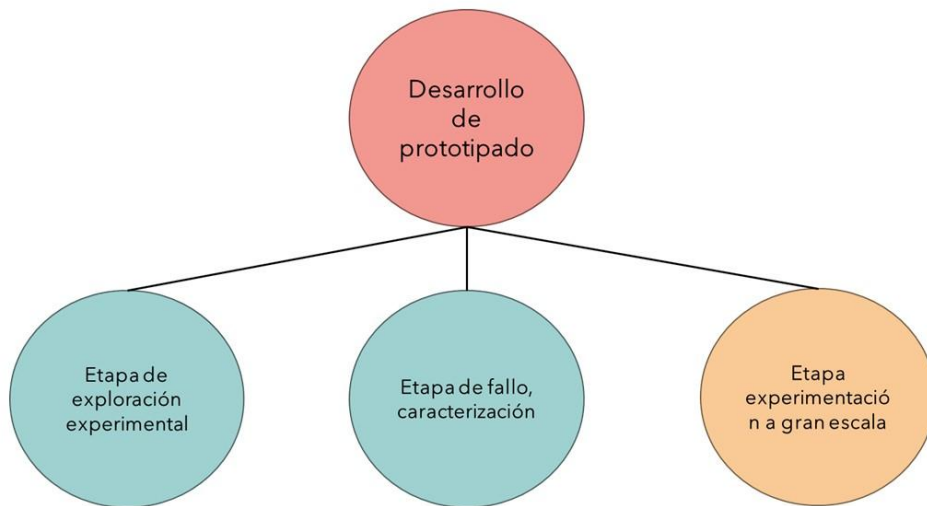 Desarrollo
de
prototipado
Etapa de
exploración
experimental
Etapa de fallo,
caracterización
Etapa
experimentació
n a gran escala